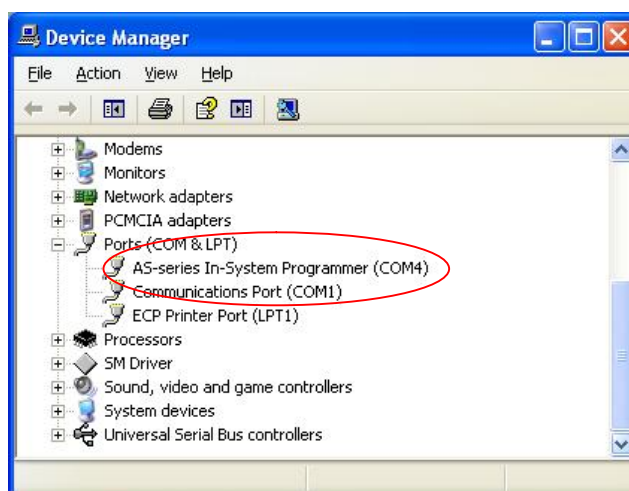 Device Manager
File Action View Help
Modems
Monitors
Network adapters
PCMCIA adapters
Ports (COM & LPT)
AS-series In-System Programmer (COM4)
Communications Port (COM1)
ECP Printer Port (LPT1)
Processors
SM Driver
Sound, video and game controllers
System devices
Universal Serial Bus controllers